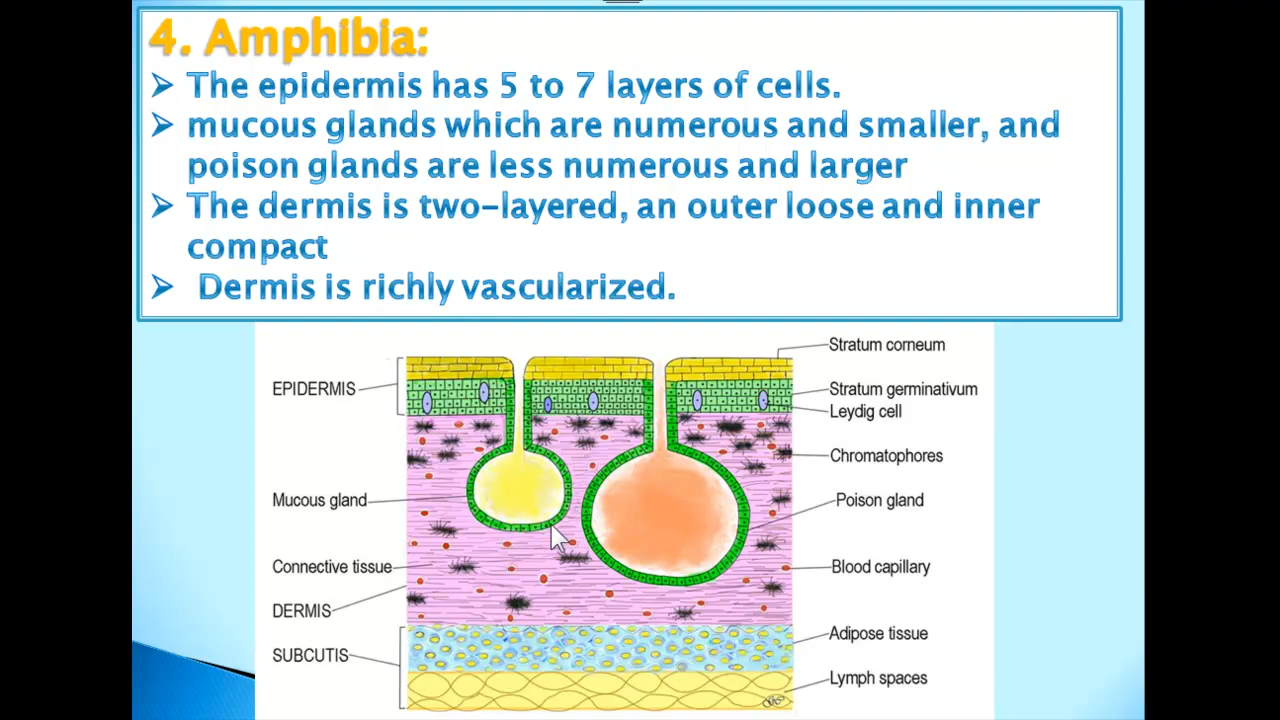 4. Amphibia:
➢ The epidermis has 5 to 7 layers of cells.
➢ mucous glands which are numerous and smaller, and
poison glands are less numerous and larger
➢ The dermis is two-layered, an outer loose and inner
compact
➢ Dermis is richly vascularized.
Stratum corneum
EPIDERMIS
Stratum germinativum
Leydig cell
Chromatophores
Mucous gland
Poison gland
Connective tissue
Blood capillary
DERMIS
Adipose tissue
SUBCUTIS
Lymph spaces